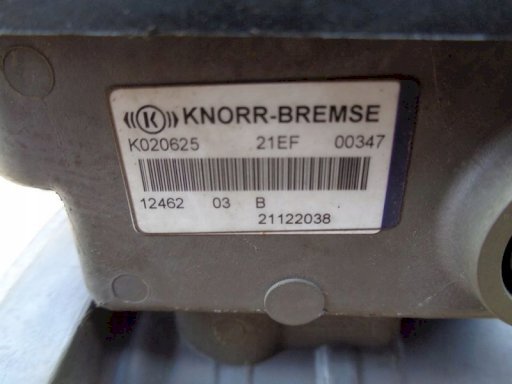 K KNORR-BREMSE
K020625 21EF 00347
12462 03 B
21122038